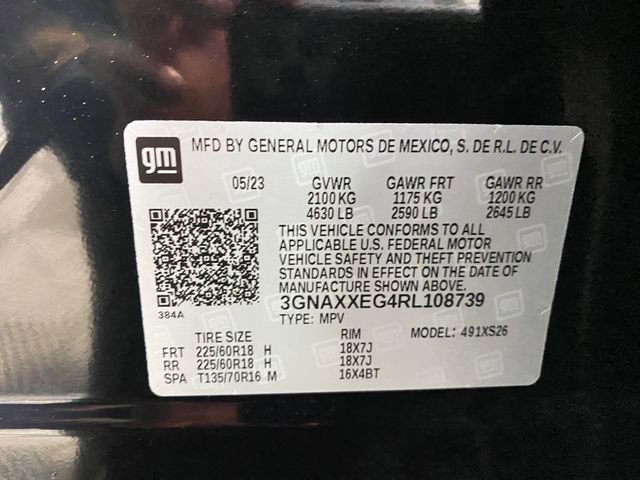 gm
MFD BY GENERAL MOTORS DE MEXICO, S. DE R.L. DE C.V.
05/23 GVWR GAWR FRT GAWR RR
2100 KG 1175 KG 1200 KG
4630 LB 2590 LB 2645 LB
THIS VEHICLE CONFORMS TO ALL
APPLICABLE U.S. FEDERAL MOTOR
VEHICLE SAFETY AND THEFT PREVENTION
STANDARDS IN EFFECT ON THE DATE OF
MANUFACTURE SHOWN ABOVE.
384A
3GNAXXEG4RL108739
TYPE: MPV
TIRE SIZE RIM MODEL: 491XS26
FRT 225/60R18 H 18X7J
RR 225/60R18 H 18X7J
SPA T135/70R16 M 16X4BT